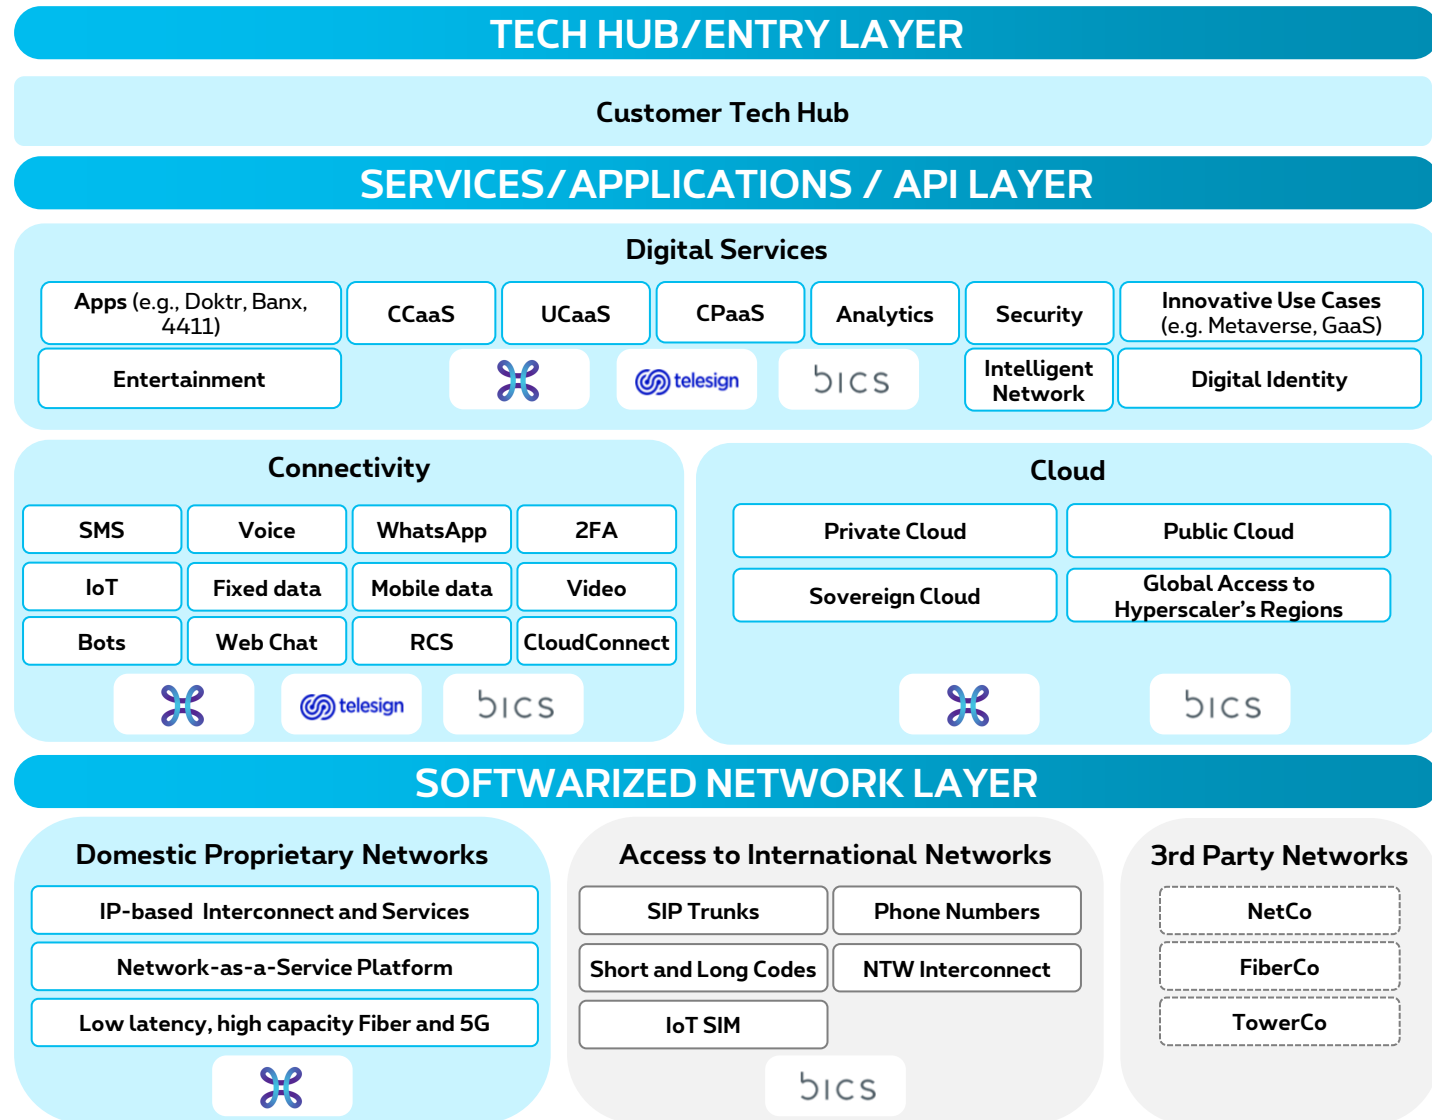 TECH HUB/ENTRY LAYER
Customer Tech Hub
SERVICES/APPLICATIONS / API LAYER
Digital Services
Apps (e.g., Doktr, Banx,
4411)
CCaaS
UCaaS
CPaaS
Analytics
Security
Innovative Use Cases
(e.g. Metaverse, GaaS)
Entertainment
telesign
bics
Intelligent
Network
Digital Identity
Connectivity
SMS
Voice
WhatsApp
2FA
IoT
Fixed data
Mobile data
Video
Bots
Web Chat
RCS
CloudConnect
telesign
bics
Cloud
Private Cloud
Public Cloud
Sovereign Cloud
Global Access to
Hyperscaler’s Regions
bics
SOFTWARIZED NETWORK LAYER
Domestic Proprietary Networks
IP-based Interconnect and Services
Network-as-a-Service Platform
Low latency, high capacity Fiber and 5G
Access to International Networks
SIP Trunks
Phone Numbers
Short and Long Codes
NTW Interconnect
IoT SIM
bics
3rd Party Networks
NetCo
FiberCo
TowerCo